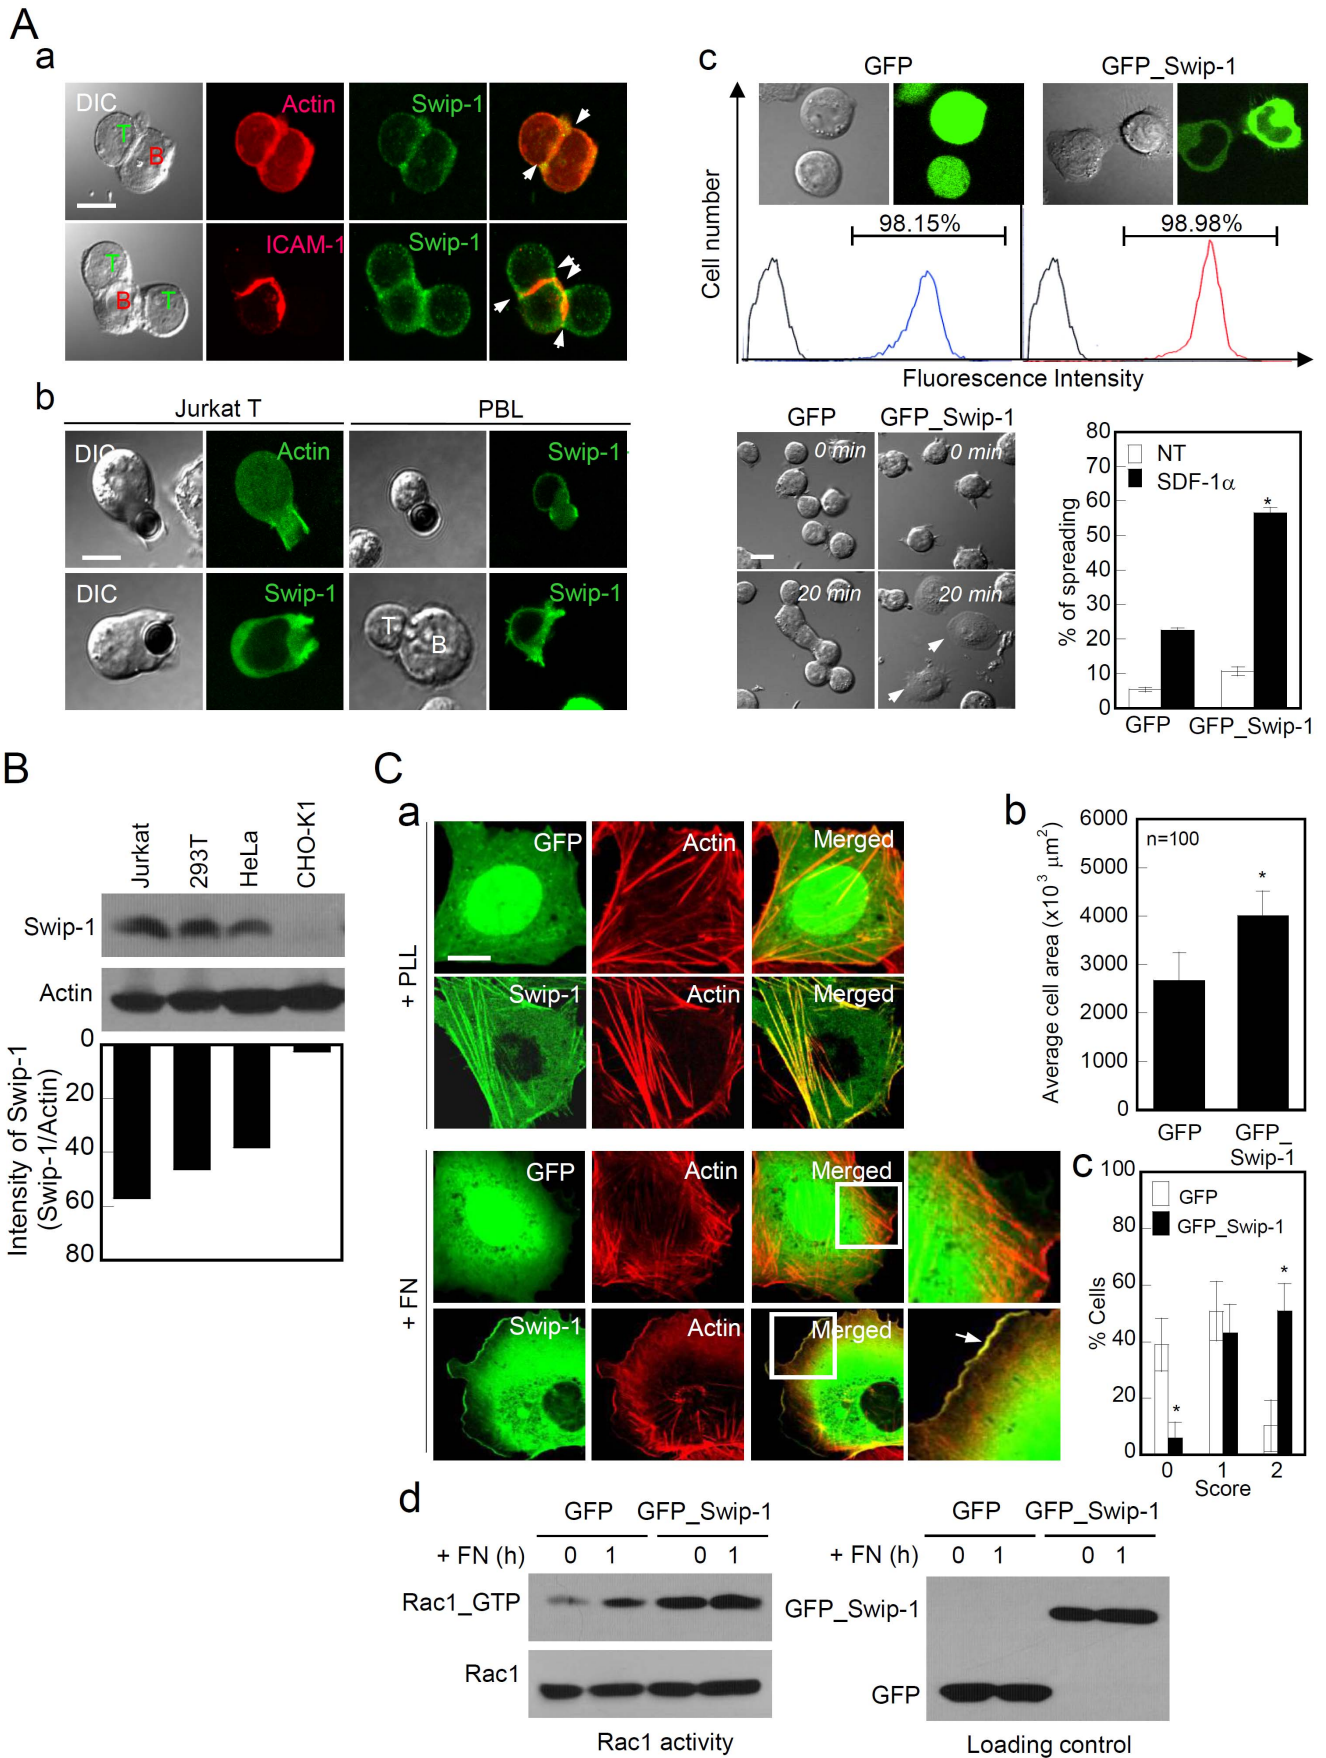 A
a
DIC
T
B
Actin
Swip-1
T
B
T
ICAM-1
Swip-1
b
Jurkat T
PBL
DIC
Actin
Swip-1
DIC
Swip-1
T
B
Swip-1
c
GFP
GFP_Swip-1
Cell number
98.15%
98.98%
Fluorescence Intensity
GFP
GFP_Swip-1
0 min
0 min
20 min
20 min
% of spreading
80
70
60
50
40
30
20
10
0
NT
SDF-1α
*
GFP
GFP_Swip-1
B
Jurkat
293T
HeLa
CHO-K1
Swip-1
Actin
Intensity of Swip-1
(Swip-1/Actin)
0
20
40
60
80
C
a
+ PLL
GFP
Actin
Merged
Swip-1
Actin
Merged
+ FN
GFP
Actin
Merged
Swip-1
Actin
Merged
b
Average cell area (x10³ μm²)
6000
5000
4000
3000
2000
1000
0
n=100
*
GFP
GFP_
Swip-1
c
% Cells
100
80
60
40
20
0
GFP
GFP_Swip-1
*
*
0
1
2
Score
d
GFP
GFP_Swip-1
+ FN (h)
0
1
0
1
Rac1_GTP
Rac1
Rac1 activity
GFP
GFP_Swip-1
+ FN (h)
0
1
0
1
GFP_Swip-1
GFP
Loading control